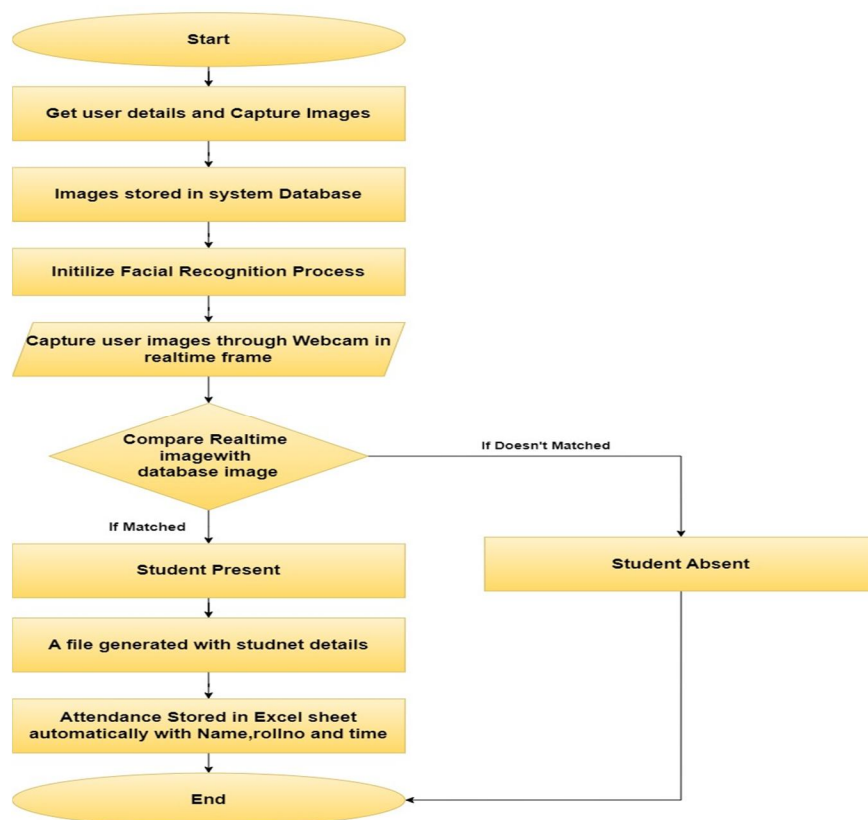 Start
Get user details and Capture Images
Images stored in system Database
Initilize Facial Recognition Process
Capture user images through Webcam in
realtime frame
Compare Realtime
imagewith
database image
If Doesn't Matched
If Matched
Student Present
Student Absent
A file generated with studnet details
Attendance Stored in Excel sheet
automatically with Name,rollno and time
End